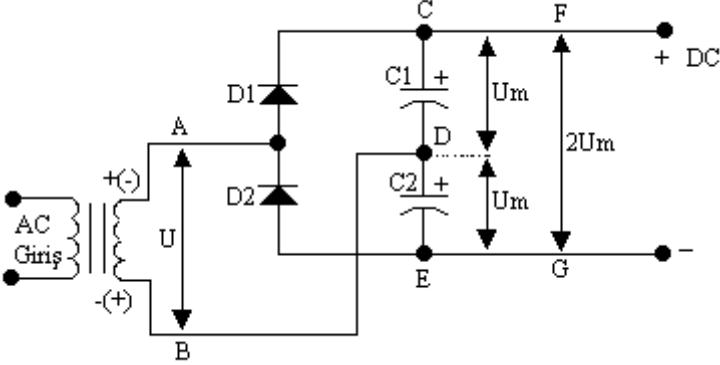 C
F
+ DC
C1 +
Um
D1
A
D
2Um
+(-)
C2 +
D2
Um
AC
Giriş
U
-(+)
E
G
-
B